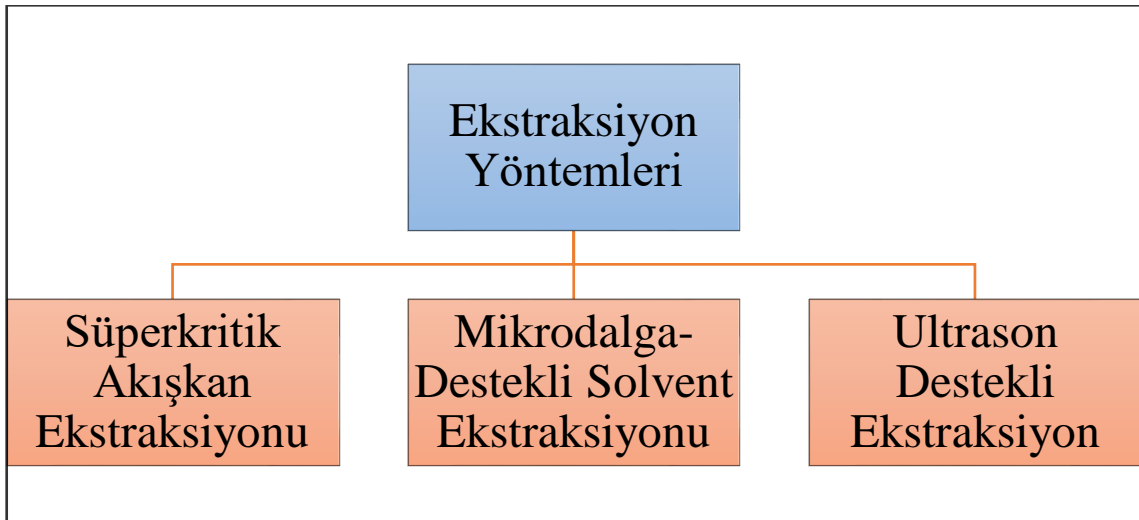 Ekstraksiyon
Yöntemleri
Süperkritik
Akışkan
Ekstraksiyonu
Mikrodalga-
Destekli Solvent
Ekstraksiyonu
Ultrason
Destekli
Ekstraksiyon